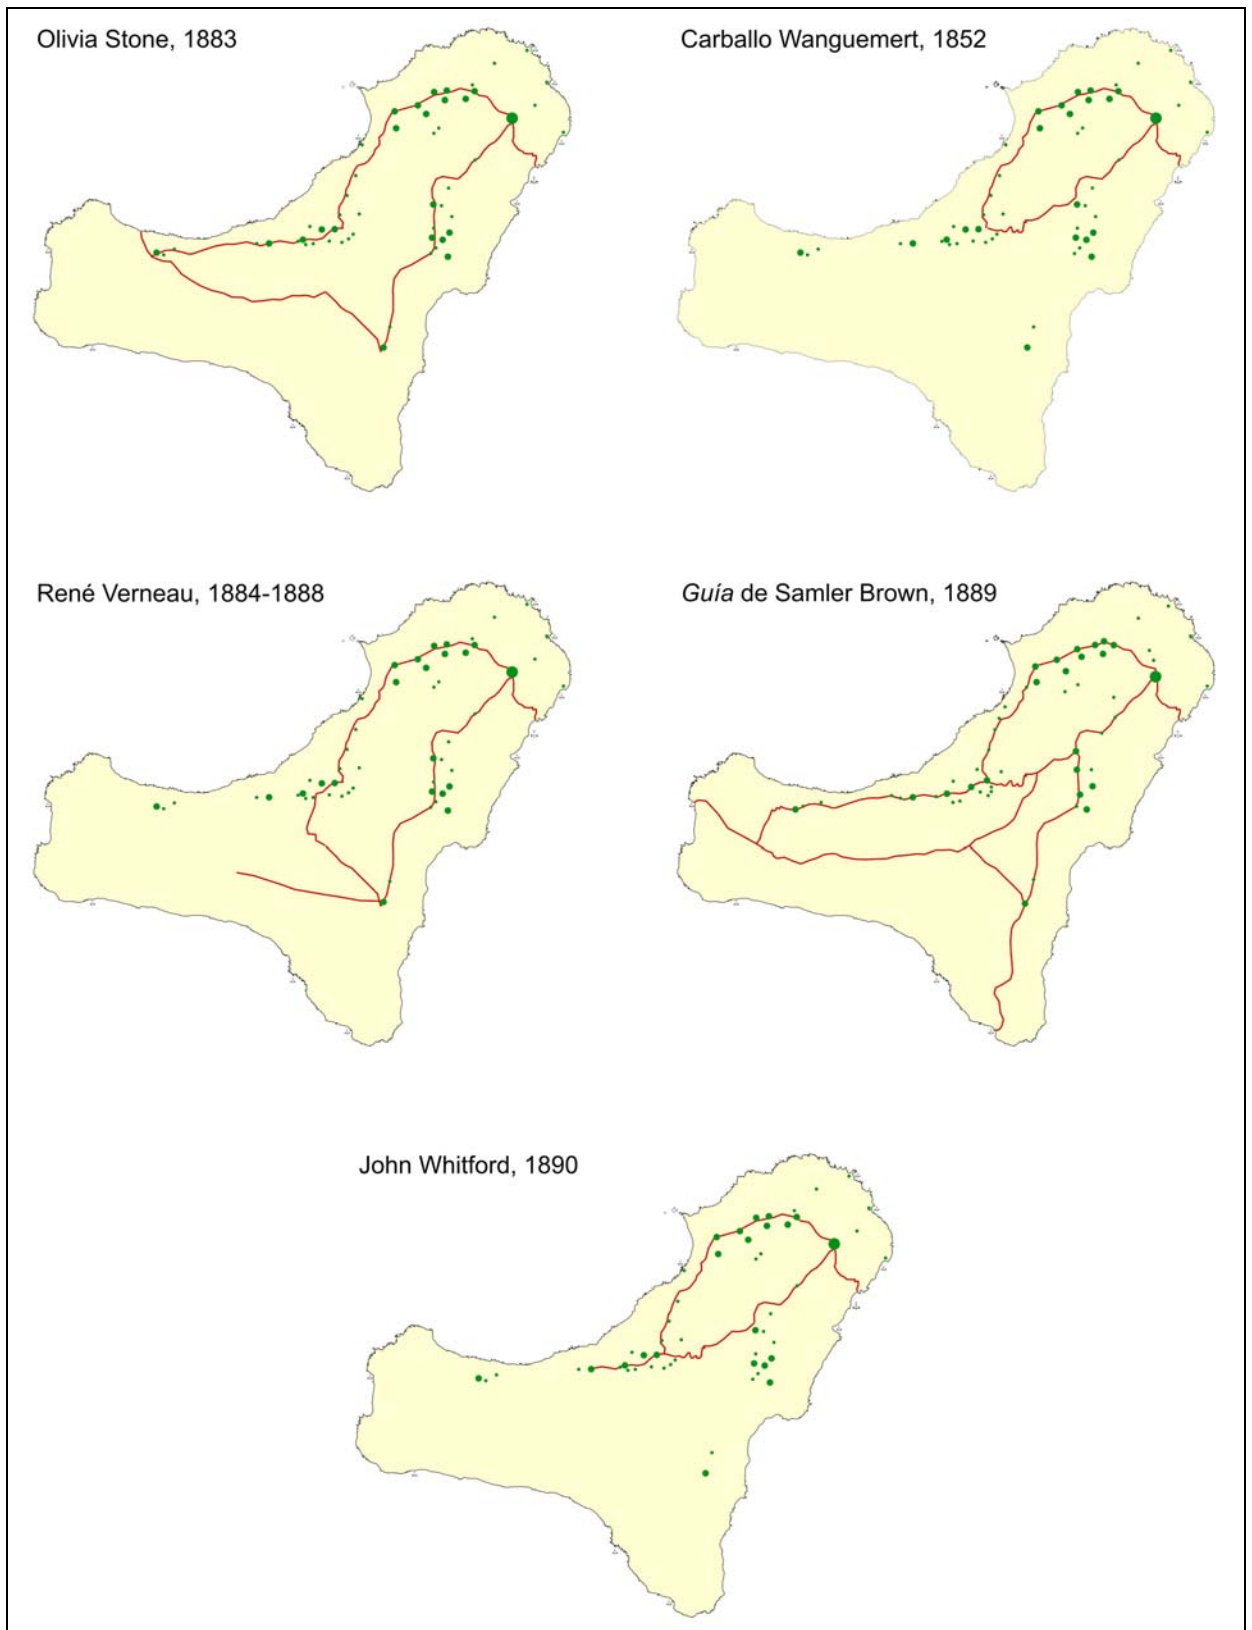 Olivia Stone, 1883
Carballo Wanguemert, 1852
René Verneau, 1884-1888
Guía de Samler Brown, 1889
John Whitford, 1890